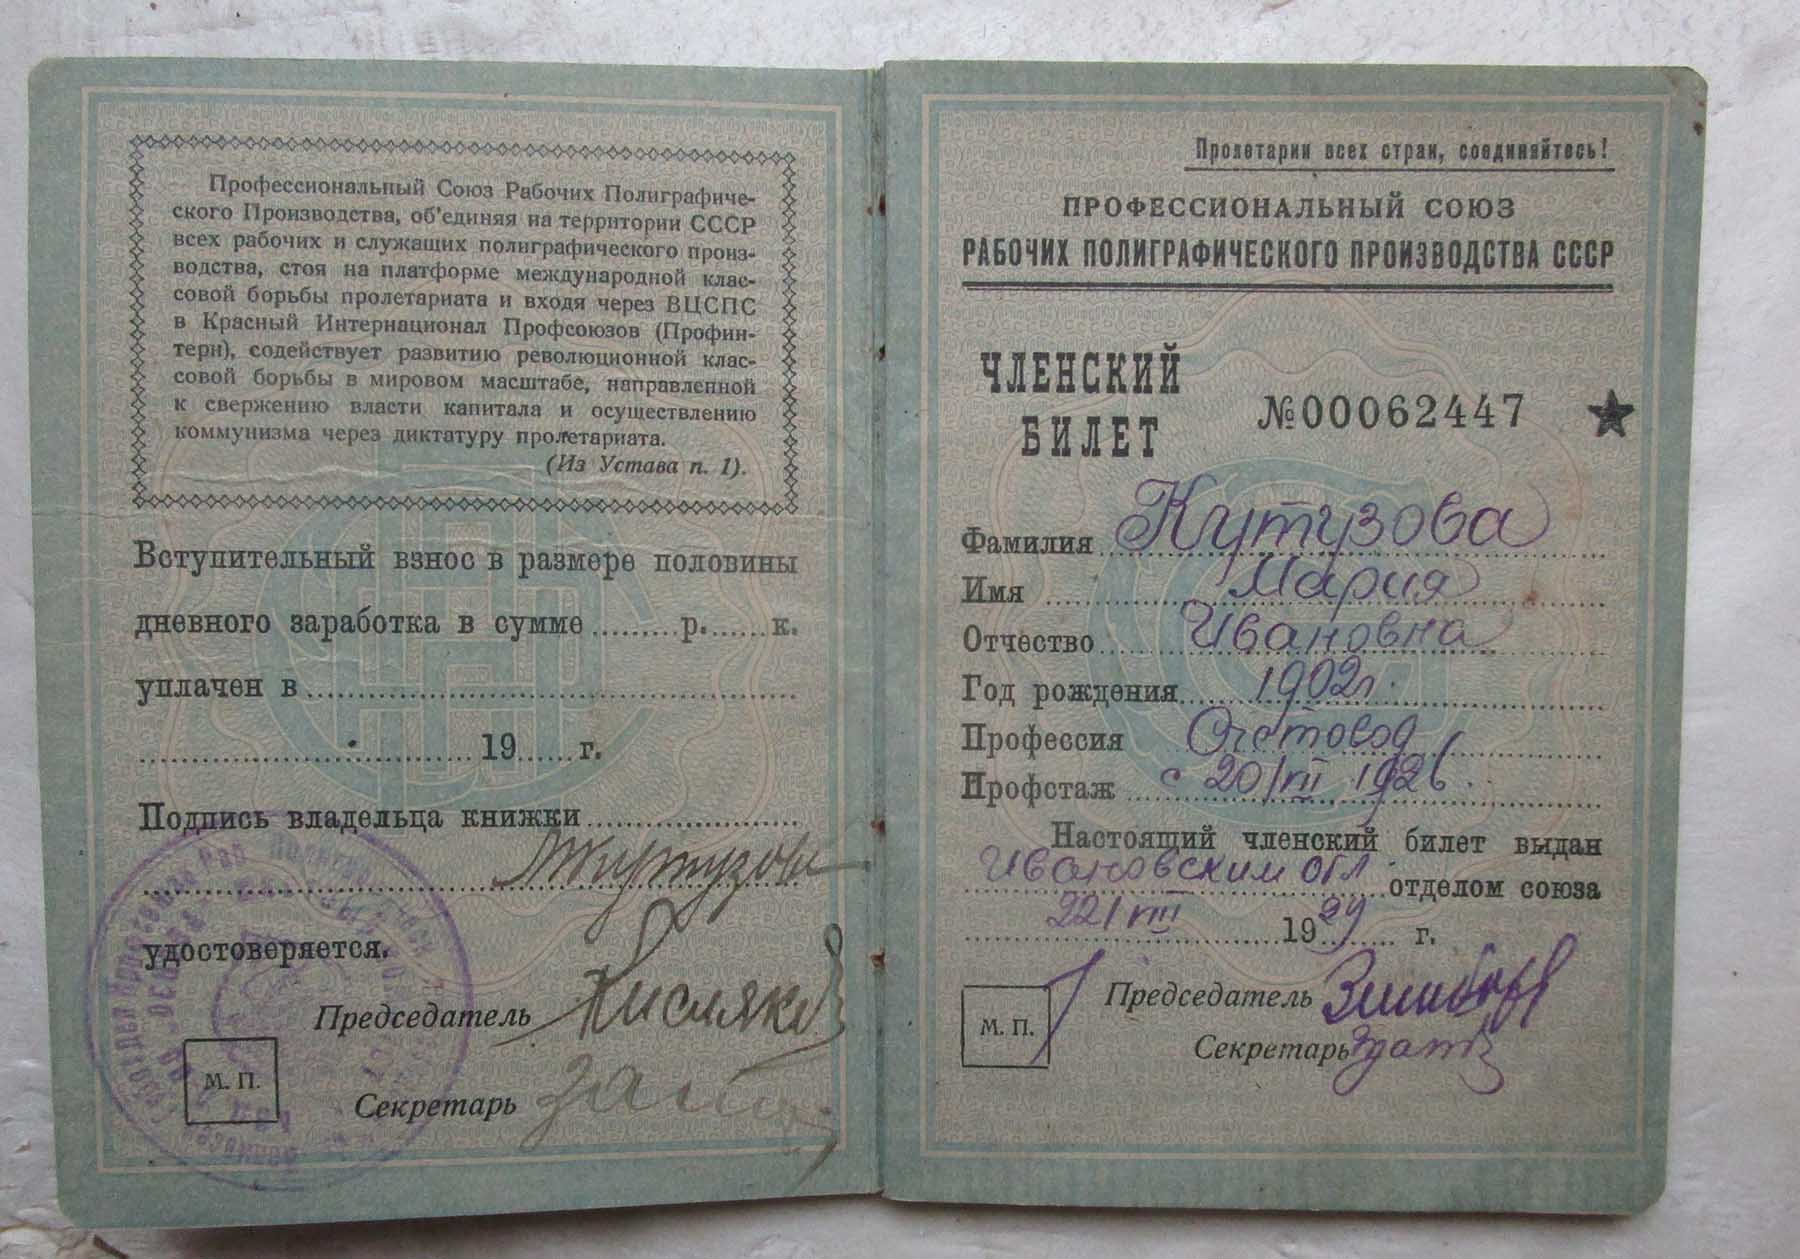 Профессиональный Союз Рабочих Полиграфиче-
ского Производства, об'единяя на территории СССР
всех рабочих и служащих полиграфического произ-
водства, стоя на платформе международной клас-
совой борьбы пролетариата и входя через ВЦСПС
в Красный Интернационал Профсоюзов (Профин-
терн), содействует развитию революционной клас-
совой борьбы в мировом масштабе, направленной
к свержению власти капитала и осуществлению
коммунизма через диктатуру пролетариата.
(Из Устава п. 1).
Вступительный взнос в размере половины
дневного заработка в сумме ........ р. ...... к.
уплачен в
19 ...... г.
Подпись владельца книжки
удостоверяется.
Председатель Кисляков
М. П.
Секретарь
Пролетарии всех стран, соединяйтесь!
ПРОФЕССИОНАЛЬНЫЙ СОЮЗ
РАБОЧИХ ПОЛИГРАФИЧЕСКОГО ПРОИЗВОДСТВА СССР
ЧЛЕНСКИЙ
БИЛЕТ
№00062447
Фамилия Кутузова
Имя Мария
Отчество Ивановна
Год рождения 1902г.
Профессия Счетовод
Профстаж с 20/VII 1926
Настоящий членский билет выдан
Ивановским обл. отделом союза
22/VIII 19 г.
М. П.
Председатель
Секретарь